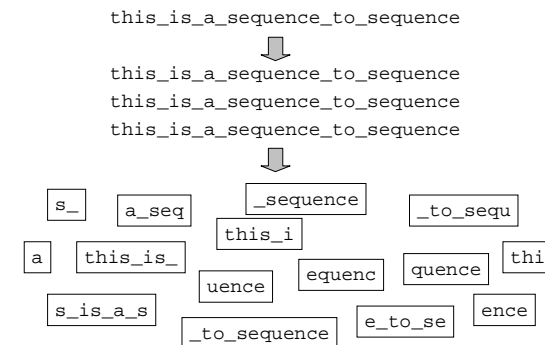 this_is_a_sequence_to_sequence
this_is_a_sequence_to_sequence
this_is_a_sequence_to_sequence
this_is_a_sequence_to_sequence
s_
a_seq
_sequence
_to_sequ
this_i
a
this_is_
uence
equenc
quence
thi
s_is_a_s
_to_sequence
e_to_se
ence